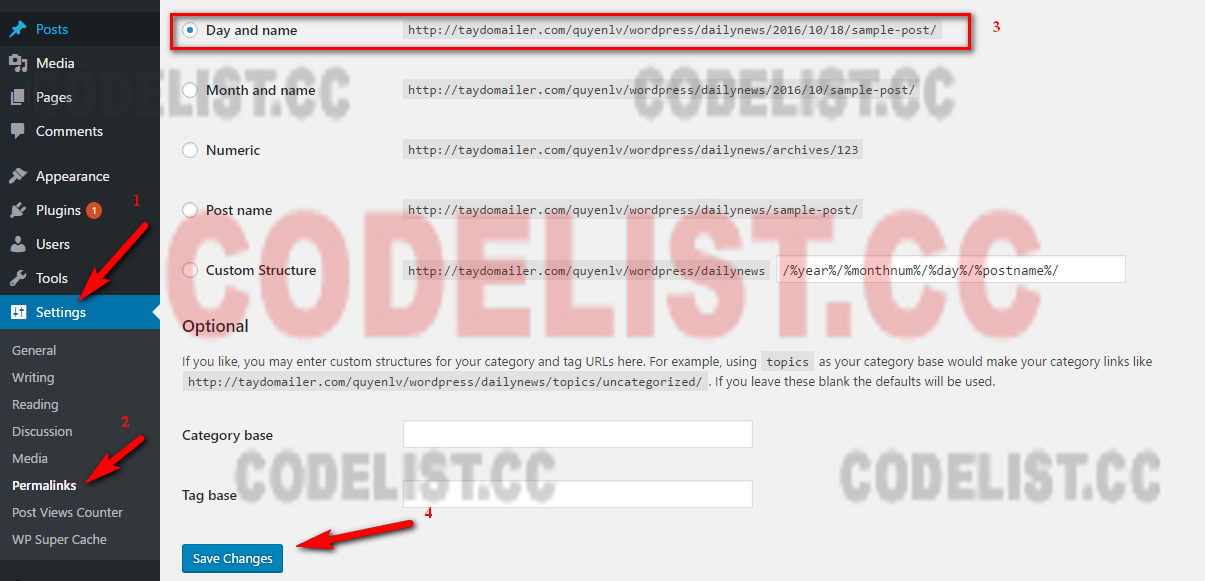 Posts
Media
Pages
Comments
Appearance
Plugins 1
Users
Tools
Settings
General
Writing
Reading
Discussion
Media
Permalinks
Post Views Counter
WP Super Cache
1
2
Day and name http://taydomailer.com/quyenlv/wordpress/dailynews/2016/10/18/sample-post/ 3
Month and name http://taydomailer.com/quyenlv/wordpress/dailynews/2016/10/sample-post/
Numeric http://taydomailer.com/quyenlv/wordpress/dailynews/archives/123
Post name http://taydomailer.com/quyenlv/wordpress/dailynews/sample-post/
Custom Structure http://taydomailer.com/quyenlv/wordpress/dailynews /%year%/%monthnum%/%day%/%postname%/
Optional
If you like, you may enter custom structures for your category and tag URLs here. For example, using topics as your category base would make your category links like
http://taydomailer.com/quyenlv/wordpress/dailynews/topics/uncategorized/ . If you leave these blank the defaults will be used.
Category base
Tag base
4
Save Changes
CODELIST.CC
CODELIST.CC
CODELIST.CC
CODELIST.CC
CODELIST.CC